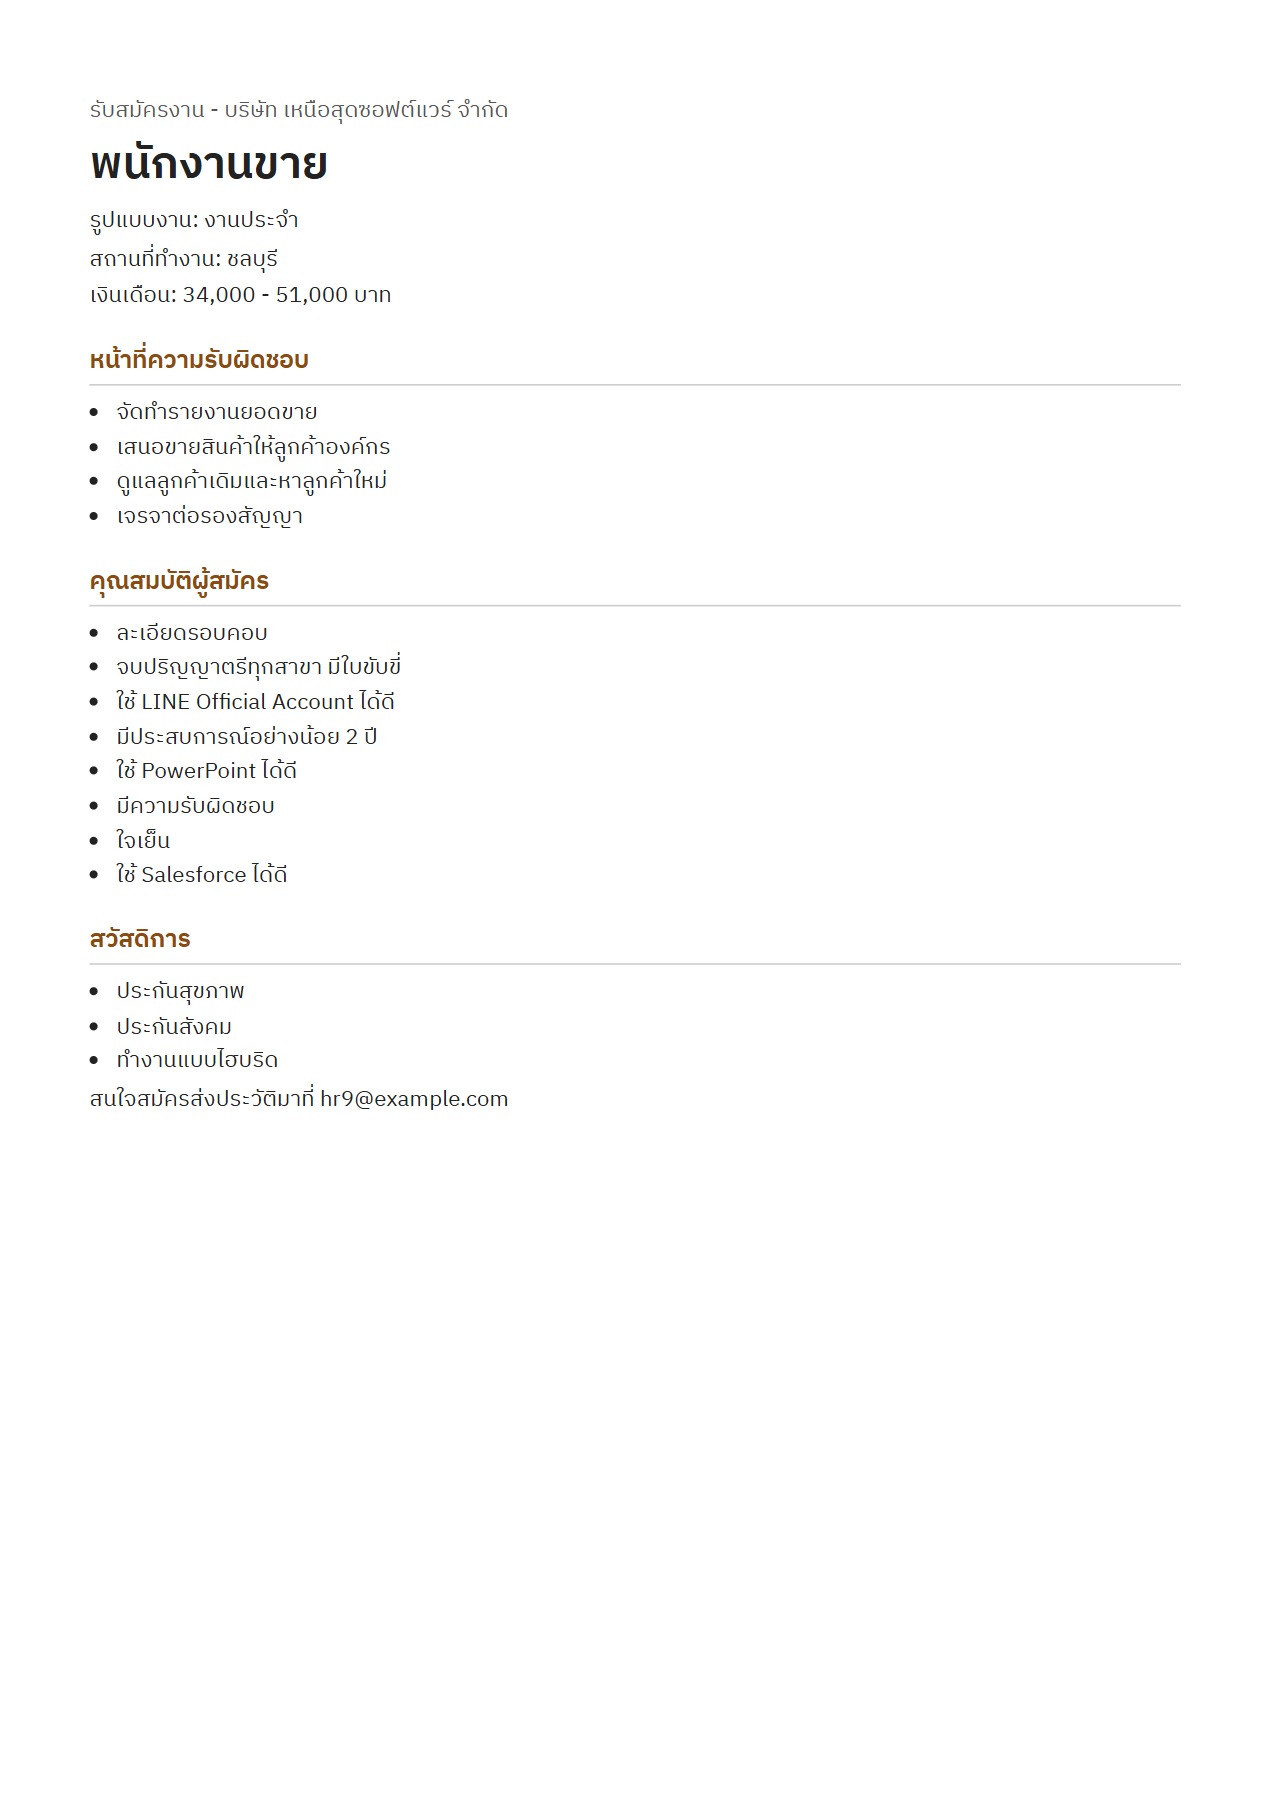 รับสมัครงาน - บริษัท เหนือสุดซอฟต์แวร์ จำกัด
พนักงานขาย
รูปแบบงาน: งานประจำ
สถานที่ทำงาน: ชลบุรี
เงินเดือน: 34,000 - 51,000 บาท
หน้าที่ความรับผิดชอบ
• จัดทำรายงานยอดขาย
• เสนอขายสินค้าให้ลูกค้าองค์กร
• ดูแลลูกค้าเดิมและหาลูกค้าใหม่
• เจรจาต่อรองสัญญา
คุณสมบัติผู้สมัคร
• ละเอียดรอบคอบ
• จบปริญญาตรีทุกสาขา มีใบขับขี่
• ใช้ LINE Official Account ได้ดี
• มีประสบการณ์อย่างน้อย 2 ปี
• ใช้ PowerPoint ได้ดี
• มีความรับผิดชอบ
• ใจเย็น
• ใช้ Salesforce ได้ดี
สวัสดิการ
• ประกันสุขภาพ
• ประกันสังคม
• ทำงานแบบไฮบริด
สนใจสมัครส่งประวัติมาที่ hr9@example.com